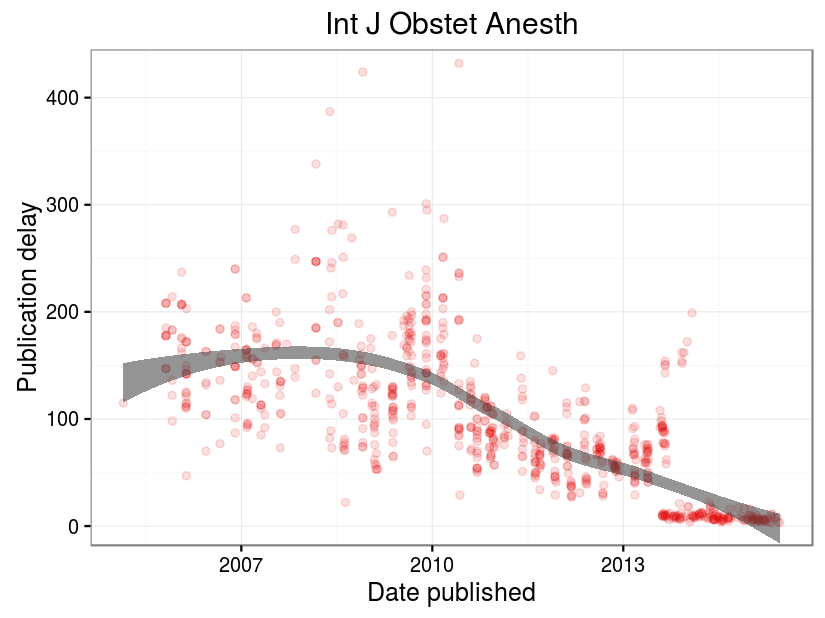 Int J Obstet Anesth
Publication delay
400
300
200
100
0
2007 2010 2013
Date published